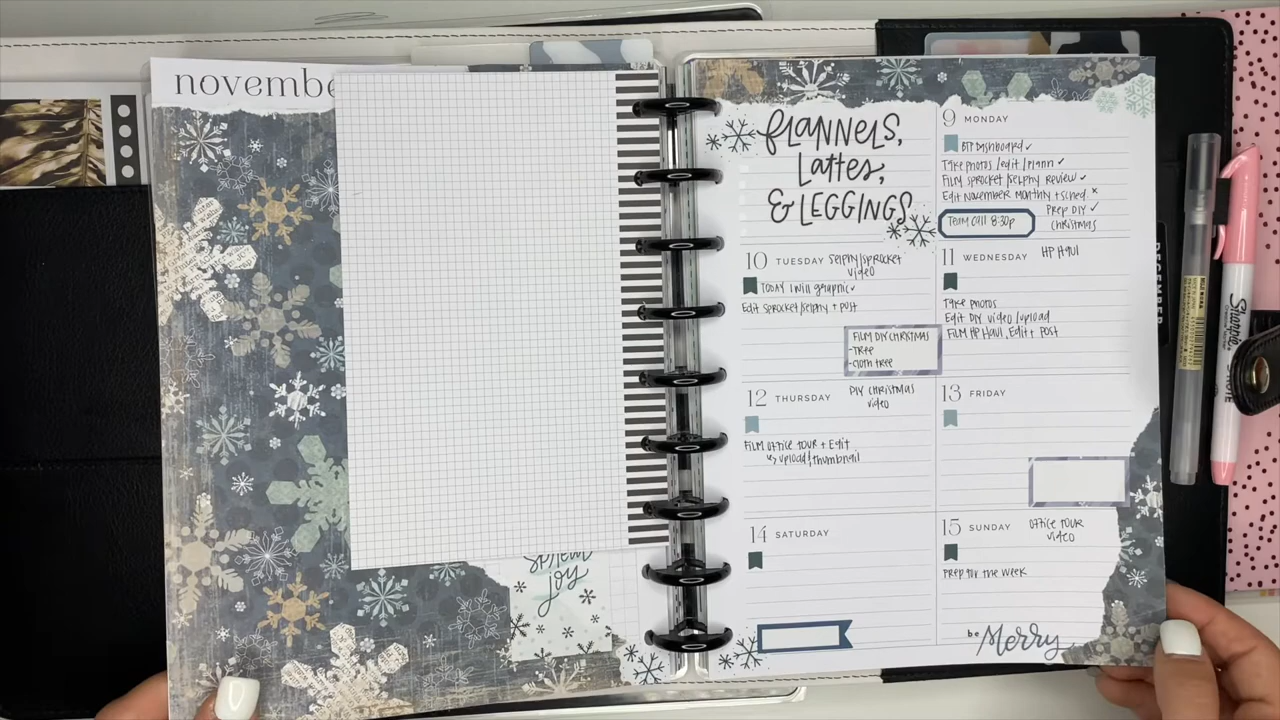 novembe
FLANNELS,
Lattes,
& LEGGINGS
9 MONDAY
BTP Dashboard ✓
Take photos / edit / plann ✓
Film sprocket / selphy review ✓
Edit November monthly + sched. x
Team call 8:30p
Prep DIY ✓
Christmas
10 TUESDAY
selphy/sprocket
video
TODAY I win graphic ✓
Edit sprocket/selphy + post
FILM DIY CHRISTMAS
-Tree
-cloth tree
11 WEDNESDAY
HP Haul
Take photos
Edit DIY video / upload
FILM HP Haul, Edit + POST
12 THURSDAY
DIY christmas
video
FILM OFFICE TOUR + Edit
↳ upload / thumbnail
13 FRIDAY
14 SATURDAY
15 SUNDAY
OFFICE TOUR
video
prep for the week
be Merry
spread
joy
DECEMBER
Sharpie